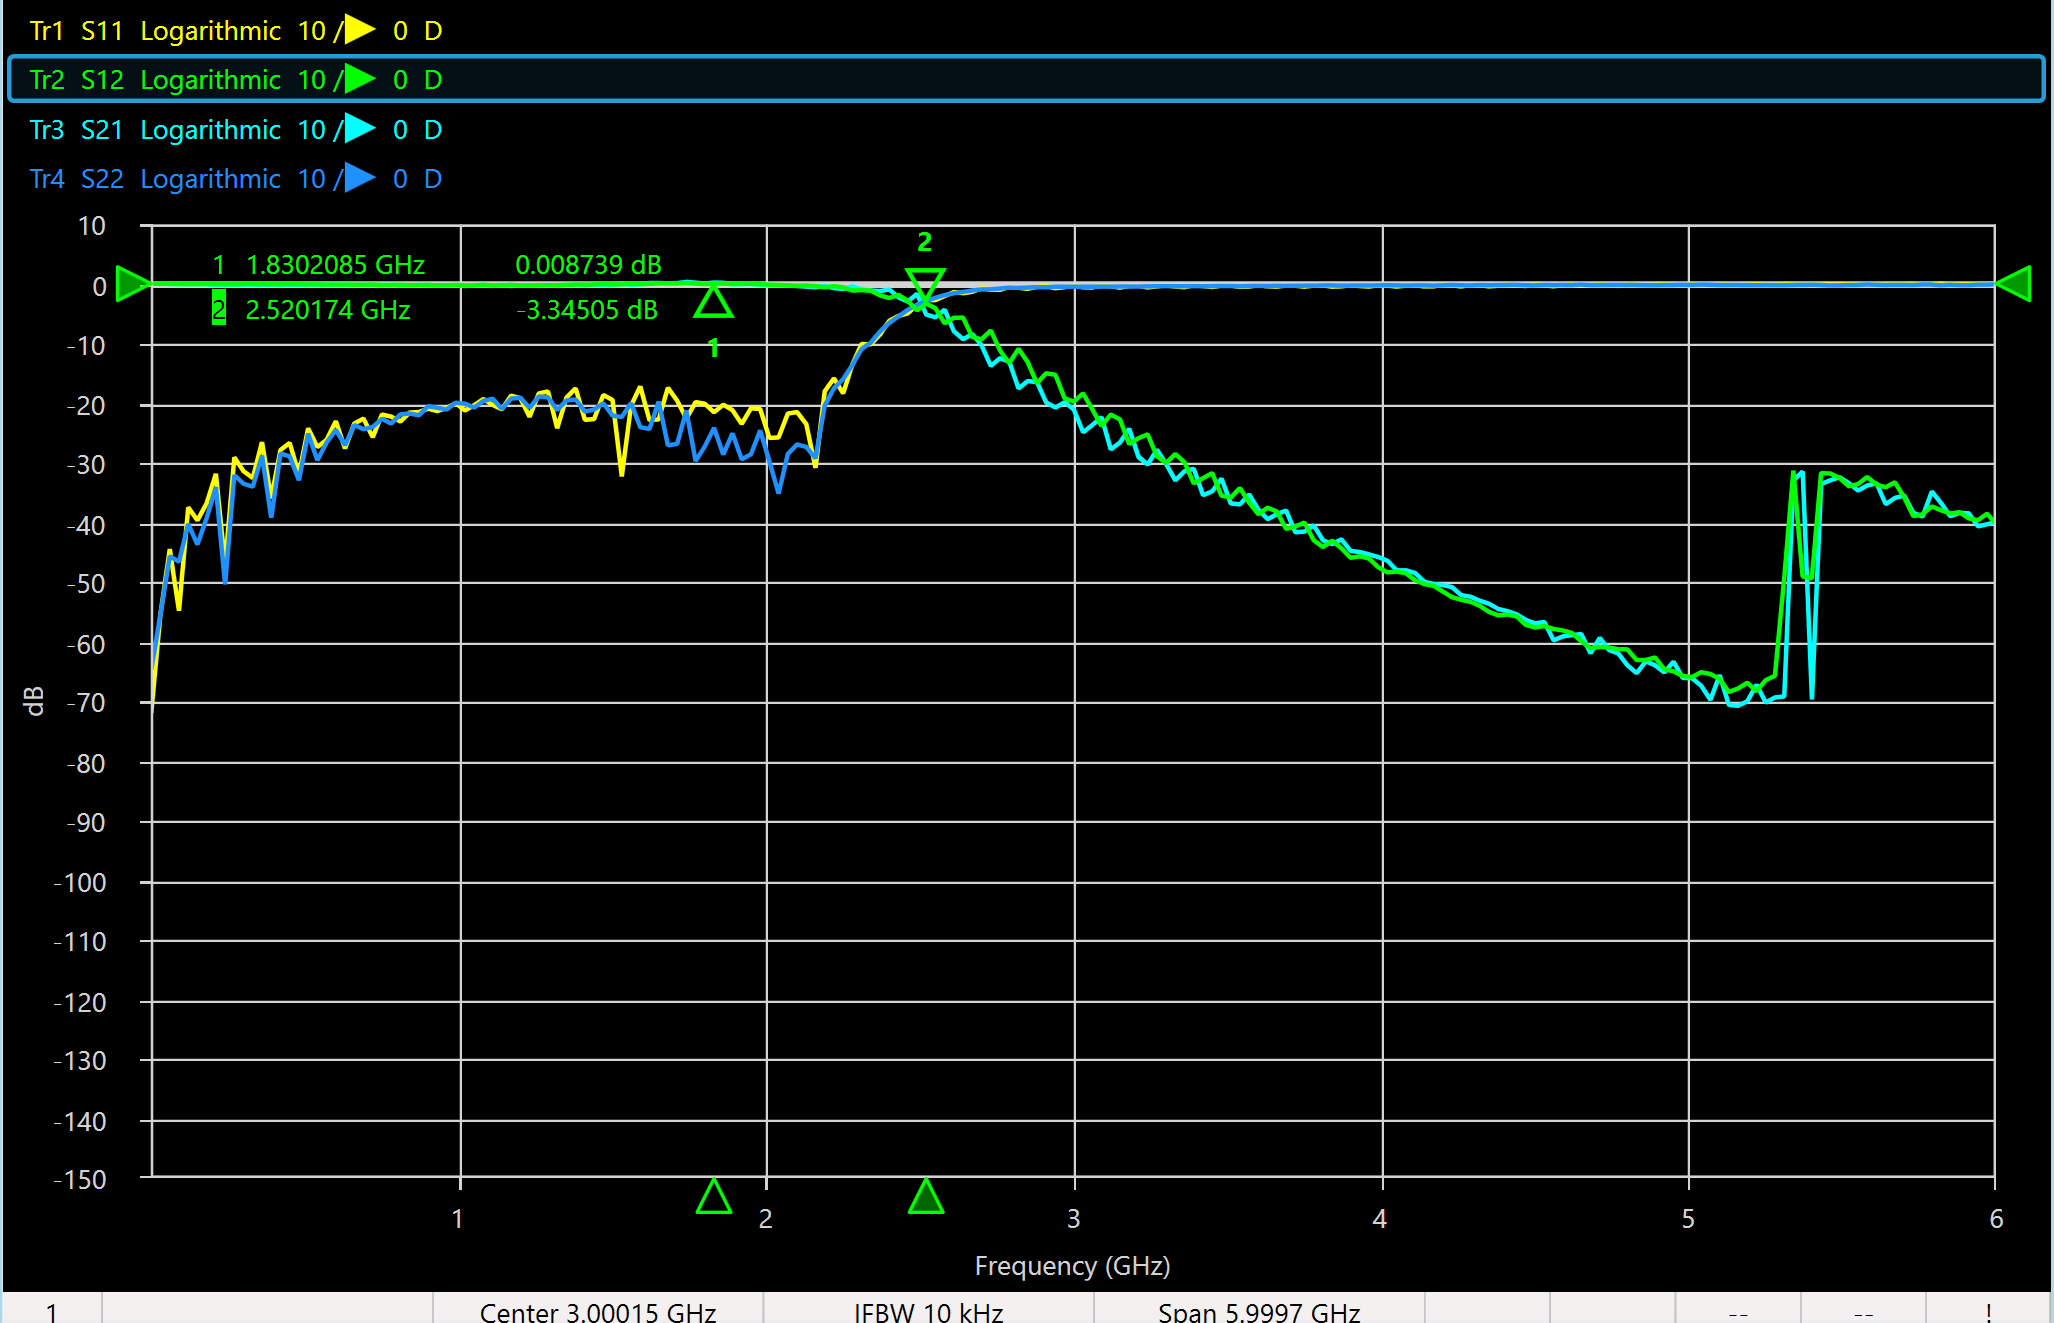 Tr1 S11 Logarithmic 10 / 0 D
Tr2 S12 Logarithmic 10 / 0 D
Tr3 S21 Logarithmic 10 / 0 D
Tr4 S22 Logarithmic 10 / 0 D
10
2
1 1.8302085 GHz 0.008739 dB
0
2 2.520174 GHz -3.34505 dB
-10
1
-20
-30
-40
-50
-60
-70
dB
-80
-90
-100
-110
-120
-130
-140
-150
1 2 3 4 5 6
Frequency (GHz)
1 Center 3.00015 GHz IFBW 10 kHz Span 5.9997 GHz -- -- !